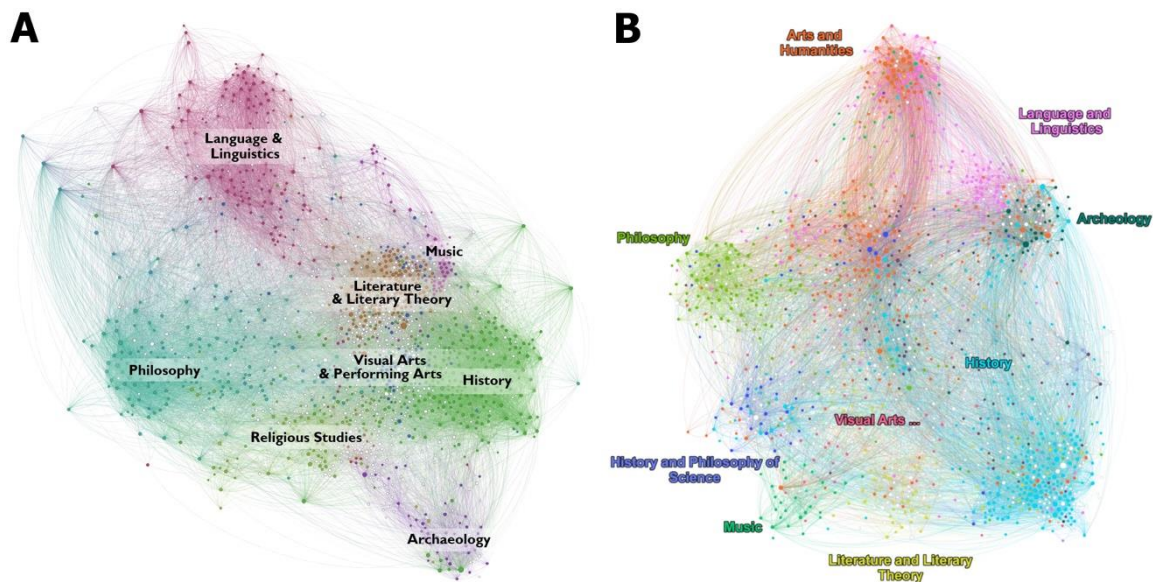 A
Language &
Linguistics
Music
Literature
& Literary Theory
Visual Arts
& Performing Arts
Philosophy
History
Religious Studies
Archaeology
B
Arts and
Humanities
Language and
Linguistics
Archeology
Philosophy
History
Visual Arts ...
History and Philosophy of
Science
Music
Literature and Literary
Theory